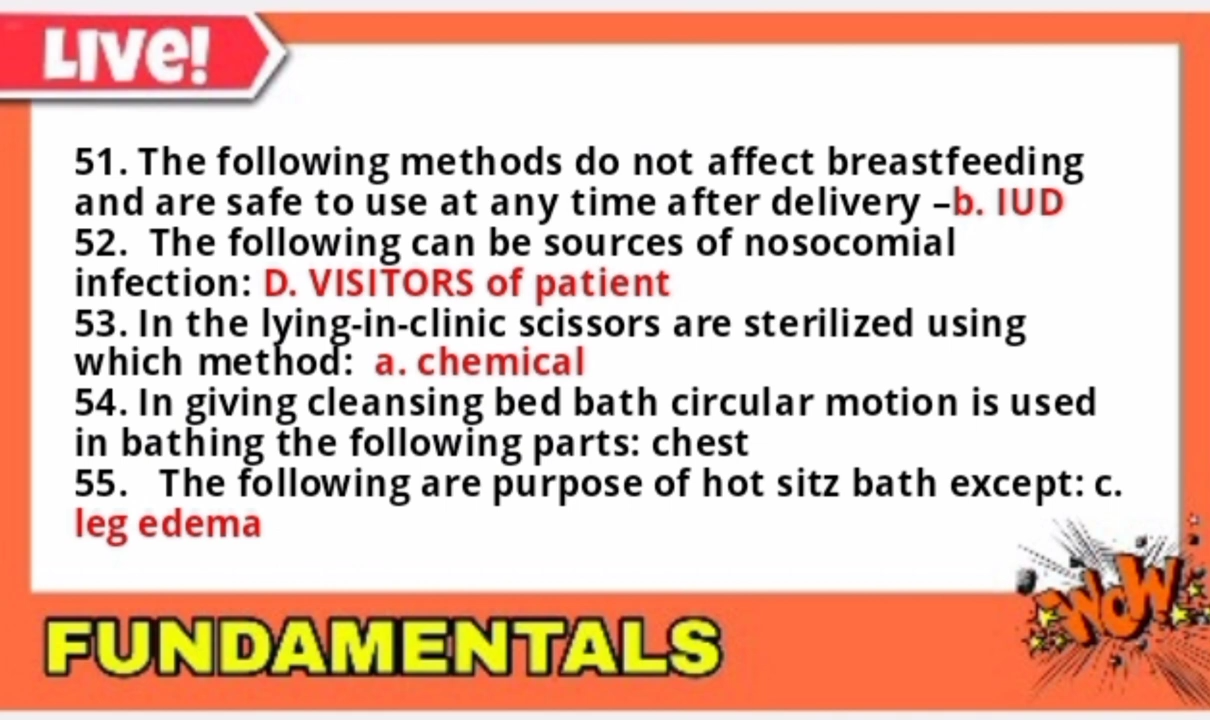 LIVE!
51. The following methods do not affect breastfeeding
and are safe to use at any time after delivery –b. IUD
52.  The following can be sources of nosocomial
infection: D. VISITORS of patient
53. In the lying-in-clinic scissors are sterilized using
which method:  a. chemical
54. In giving cleansing bed bath circular motion is used
in bathing the following parts: chest
55.   The following are purpose of hot sitz bath except: c.
leg edema
WOW
FUNDAMENTALS